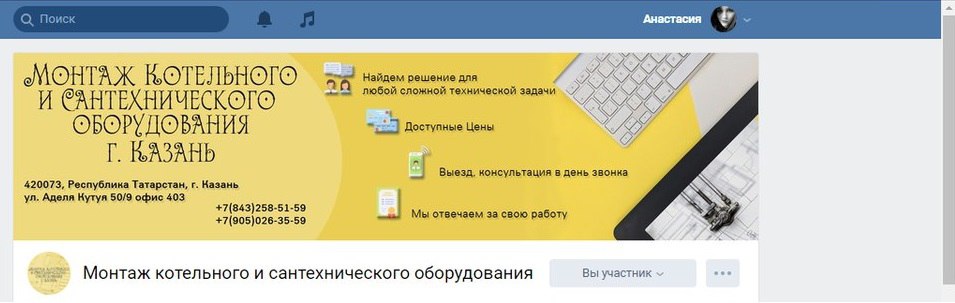 Поиск
Анастасия
Монтаж Котельного
и Сантехнического
оборудования
г. Казань
420073, Республика Татарстан, г. Казань
ул. Аделя Кутуя 50/9 офис 403
+7(843)258-51-59
+7(905)026-35-59
Найдем решение для
любой сложной технической задачи
Доступные Цены
Выезд, консультация в день звонка
Мы отвечаем за свою работу
Монтаж котельного и сантехнического оборудования
Вы участник